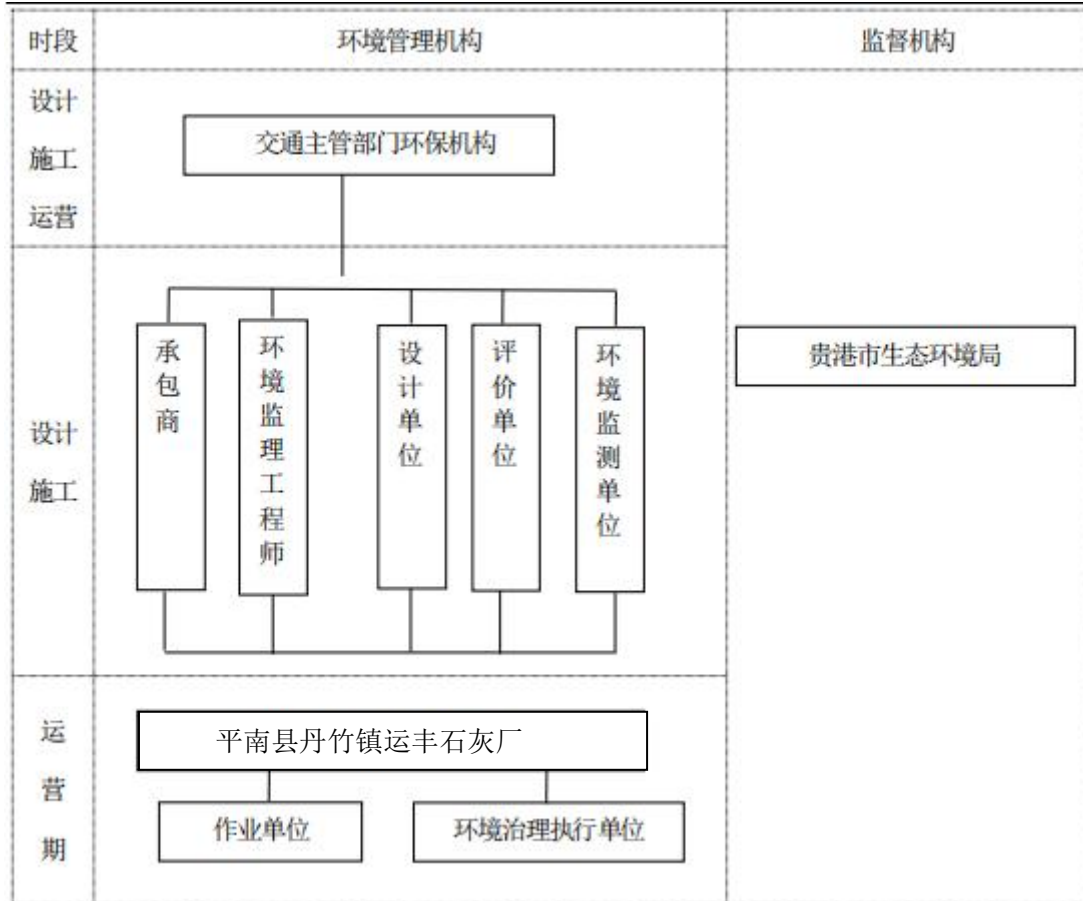 时段
环境管理机构
监督机构
设计
施工
运营
交通主管部门环保机构
设计
施工
承包商
环境监理工程师
设计单位
评价单位
环境监测单位
贵港市生态环境局
运
营
期
平南县丹竹镇运丰石灰厂
作业单位
环境治理执行单位